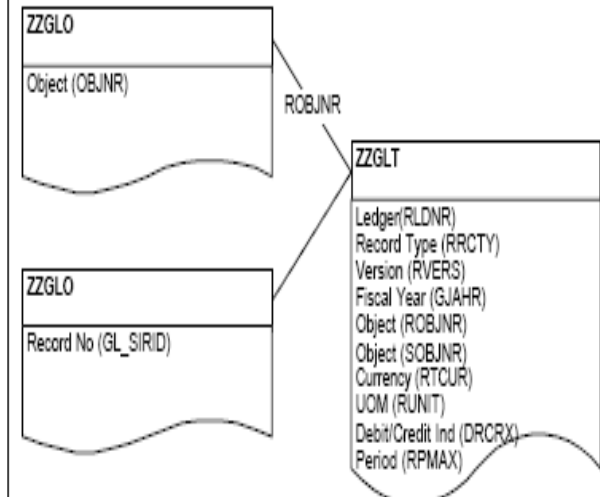 ZZGLO
Object (OBJNR)
ROBJNR
ZZGLT
Ledger(RLDNR)
Record Type (RRCTY)
Version (RVERS)
Fiscal Year (GJAHR)
Object (ROBJNR)
Object (SOBJNR)
Currency (RTCUR)
UOM (RUNIT)
Debit/Credit Ind (DRCRX)
Period (RPMAX)
ZZGLO
Record No (GL_SIRID)